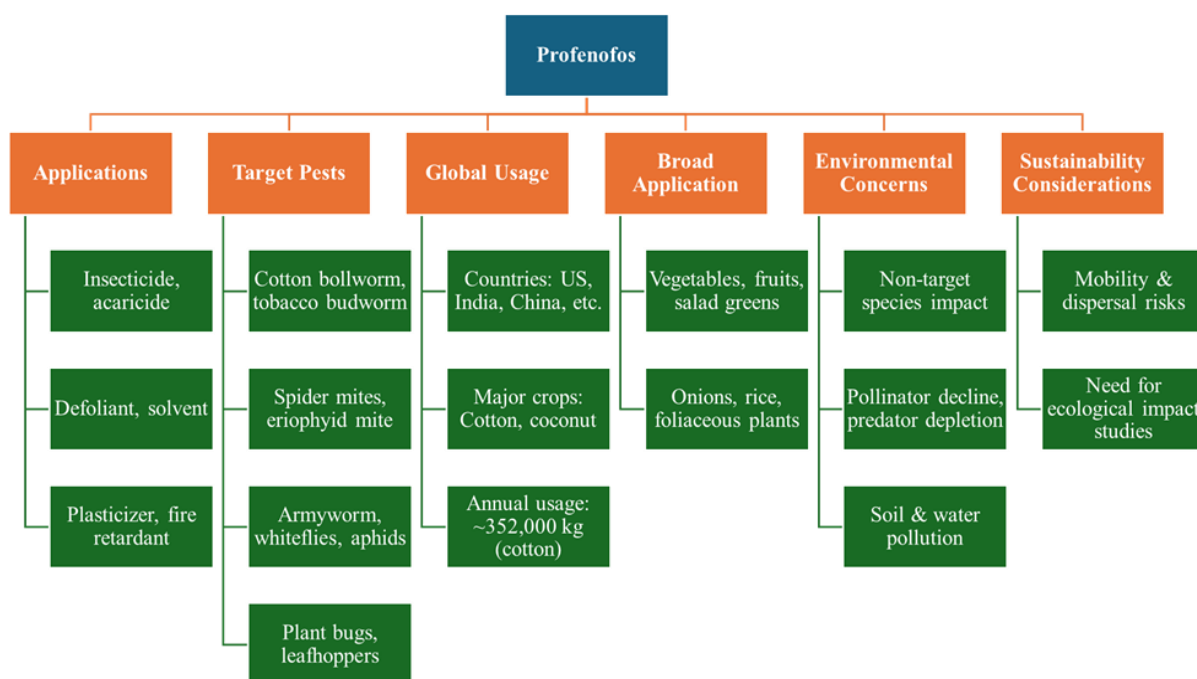 Profenofos
Applications
Target Pests
Global Usage
Broad
Application
Environmental
Concerns
Sustainability
Considerations
Insecticide,
acaricide
Defoliant, solvent
Plasticizer, fire
retardant
Cotton bollworm,
tobacco budworm
Spider mites,
eriophyid mite
Armyworm,
whiteflies, aphids
Plant bugs,
leafhoppers
Countries: US,
India, China, etc.
Major crops:
Cotton, coconut
Annual usage:
~352,000 kg
(cotton)
Vegetables, fruits,
salad greens
Onions, rice,
foliaceous plants
Non-target
species impact
Pollinator decline,
predator depletion
Soil & water
pollution
Mobility &
dispersal risks
Need for
ecological impact
studies